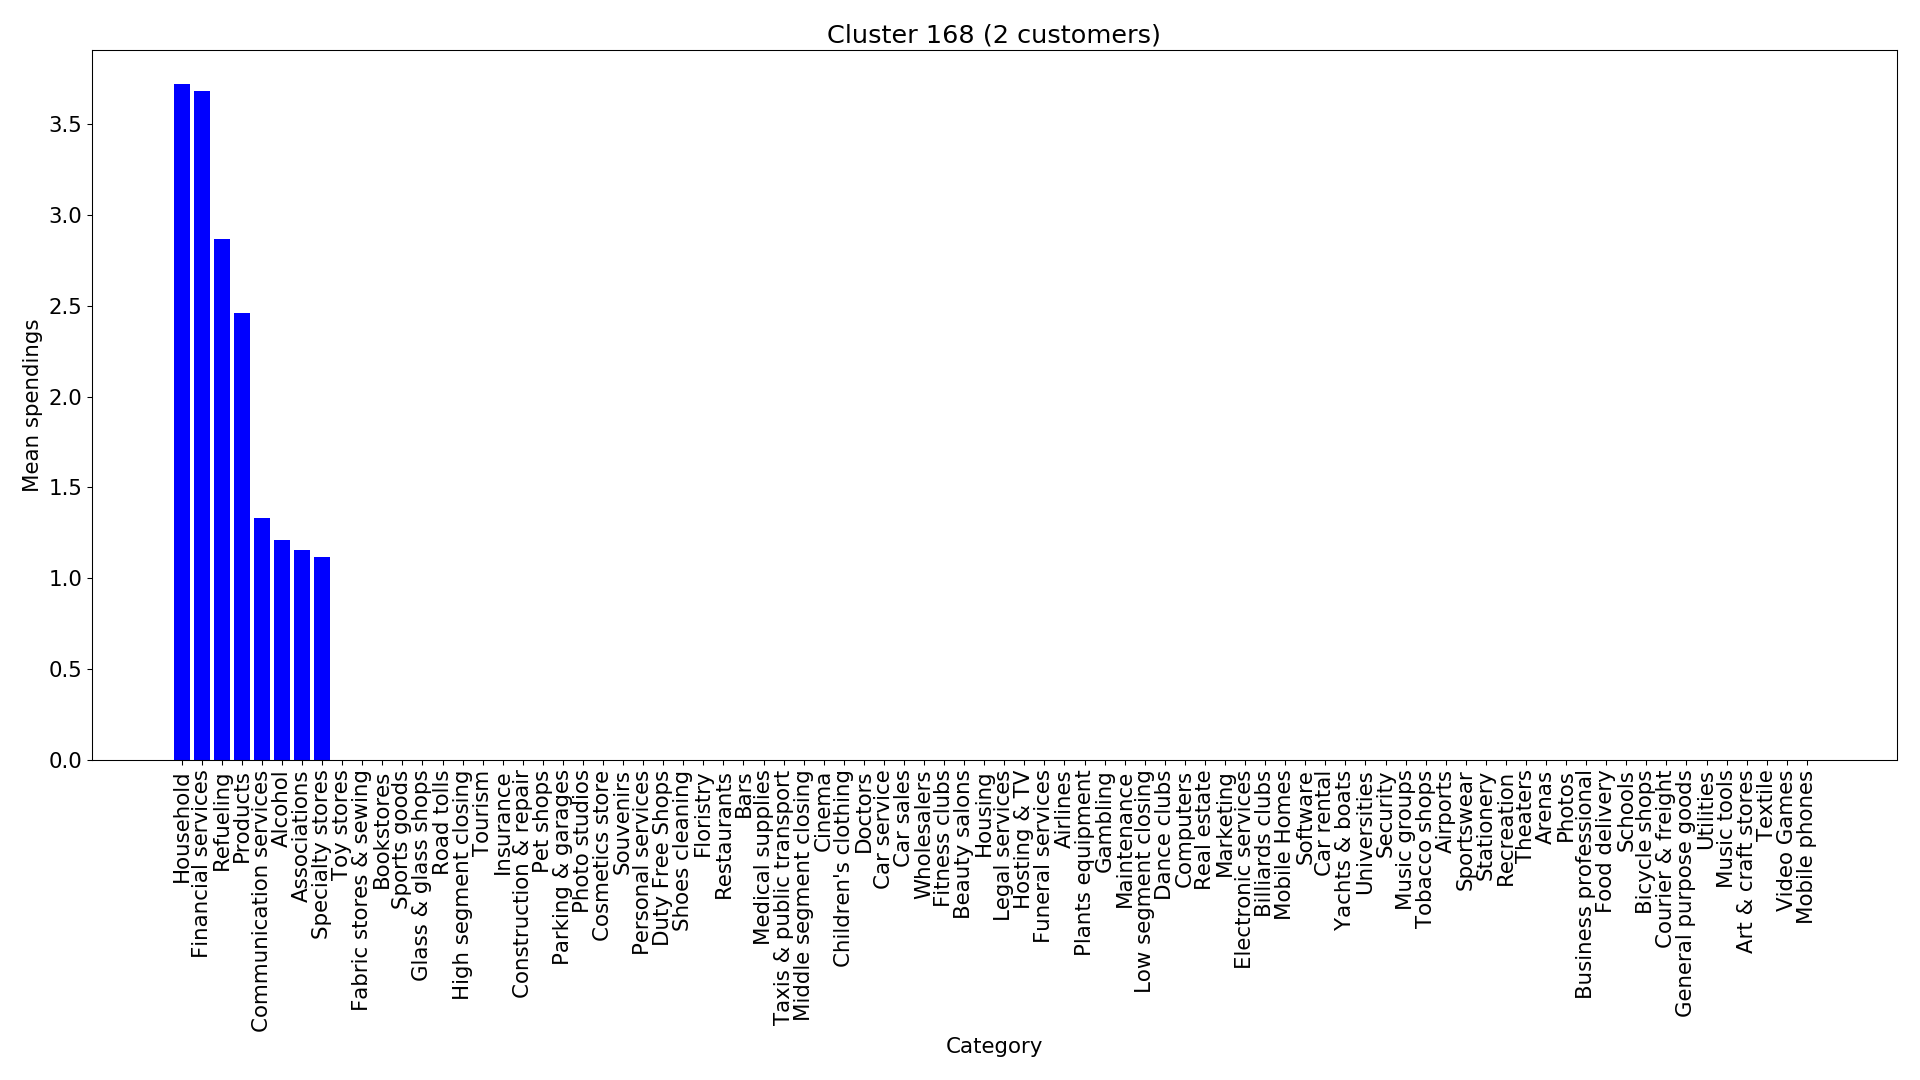 Cluster 168 (2 customers)
Mean spendings
3.5
3.0
2.5
2.0
1.5
1.0
0.5
0.0
Household
Financial services
Refueling
Products
Communication services
Alcohol
Associations
Specialty stores
Toy stores
Fabric stores & sewing
Bookstores
Sports goods
Glass & glass shops
Road tolls
High segment closing
Tourism
Insurance
Construction & repair
Pet shops
Parking & garages
Photo studios
Cosmetics store
Souvenirs
Personal services
Duty Free Shops
Shoes cleaning
Floristry
Restaurants
Bars
Medical supplies
Taxis & public transport
Middle segment closing
Cinema
Children's clothing
Doctors
Car service
Car sales
Wholesalers
Fitness clubs
Beauty salons
Housing
Legal services
Hosting & TV
Funeral services
Airlines
Plants equipment
Gambling
Maintenance
Low segment closing
Dance clubs
Computers
Real estate
Marketing
Electronic services
Billiards clubs
Mobile Homes
Software
Car rental
Yachts & boats
Universities
Security
Music groups
Tobacco shops
Airports
Sportswear
Stationery
Recreation
Theaters
Arenas
Photos
Business professional
Food delivery
Schools
Bicycle shops
Courier & freight
General purpose goods
Utilities
Music tools
Art & craft stores
Textile
Video Games
Mobile phones
Category